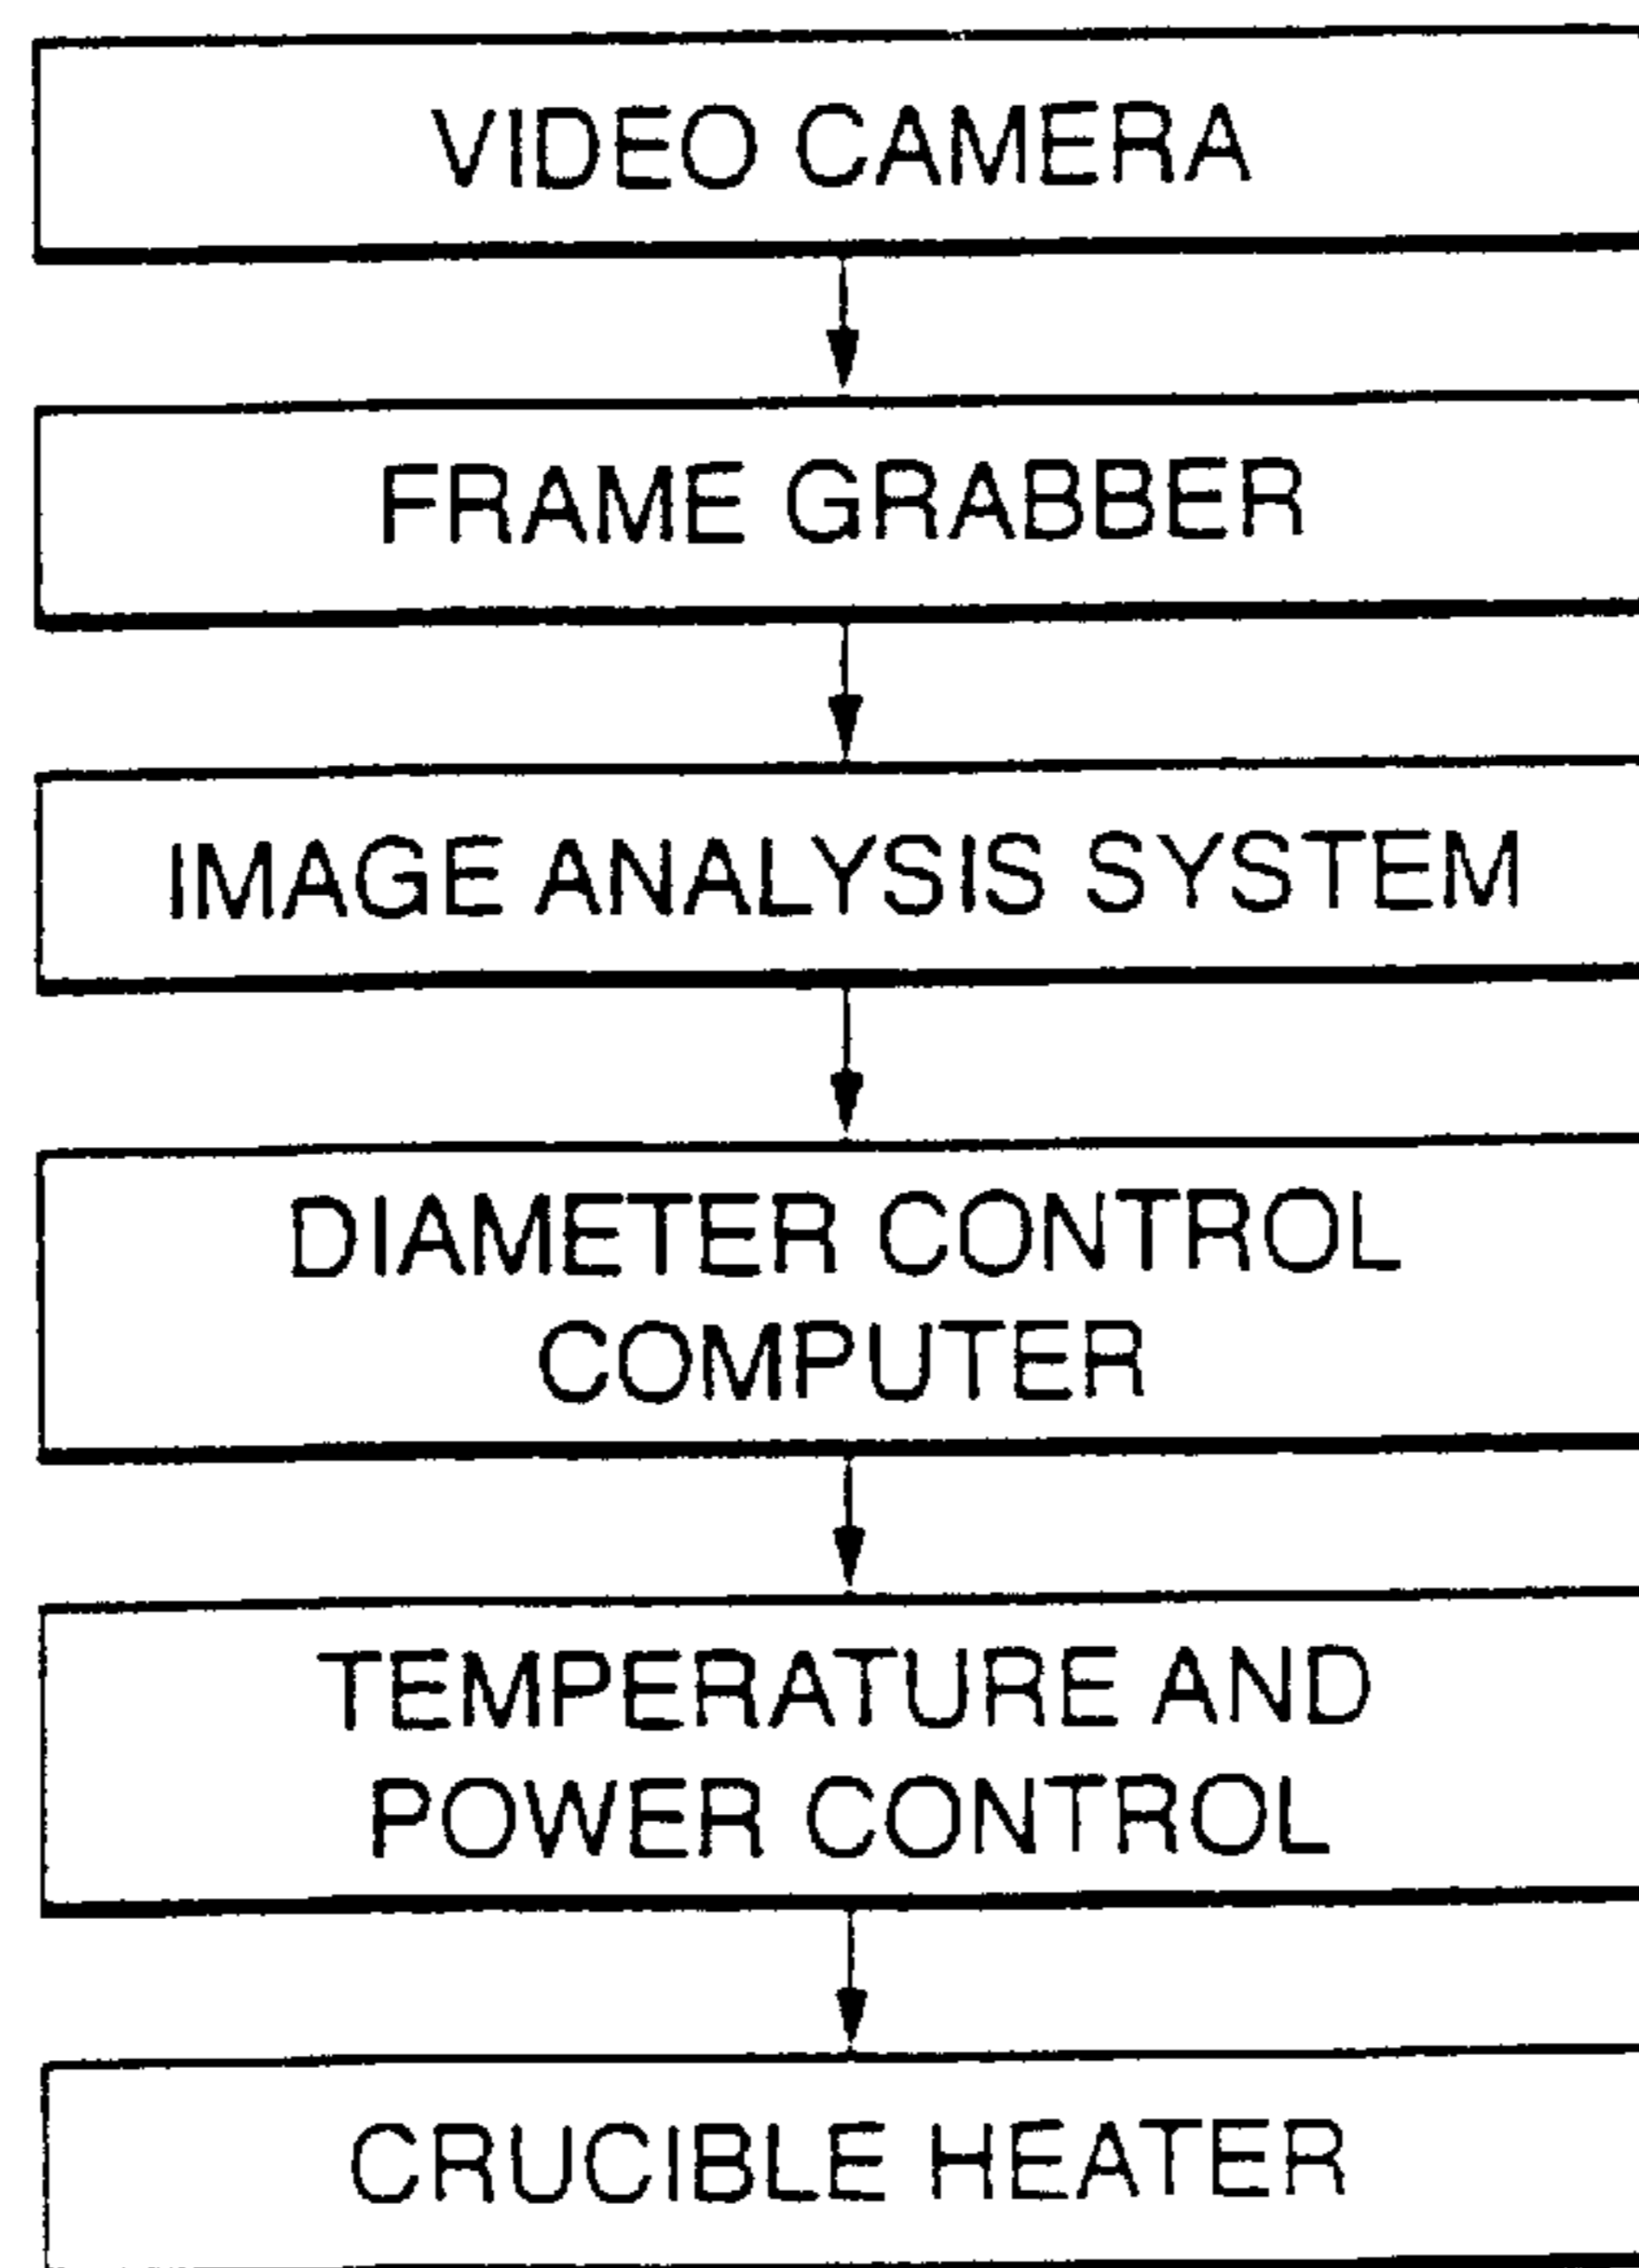 VIDEO CAMERA
FRAME GRABBER
IMAGE ANALYSIS SYSTEM
DIAMETER CONTROL
COMPUTER
TEMPERATURE AND
POWER CONTROL
CRUCIBLE HEATER